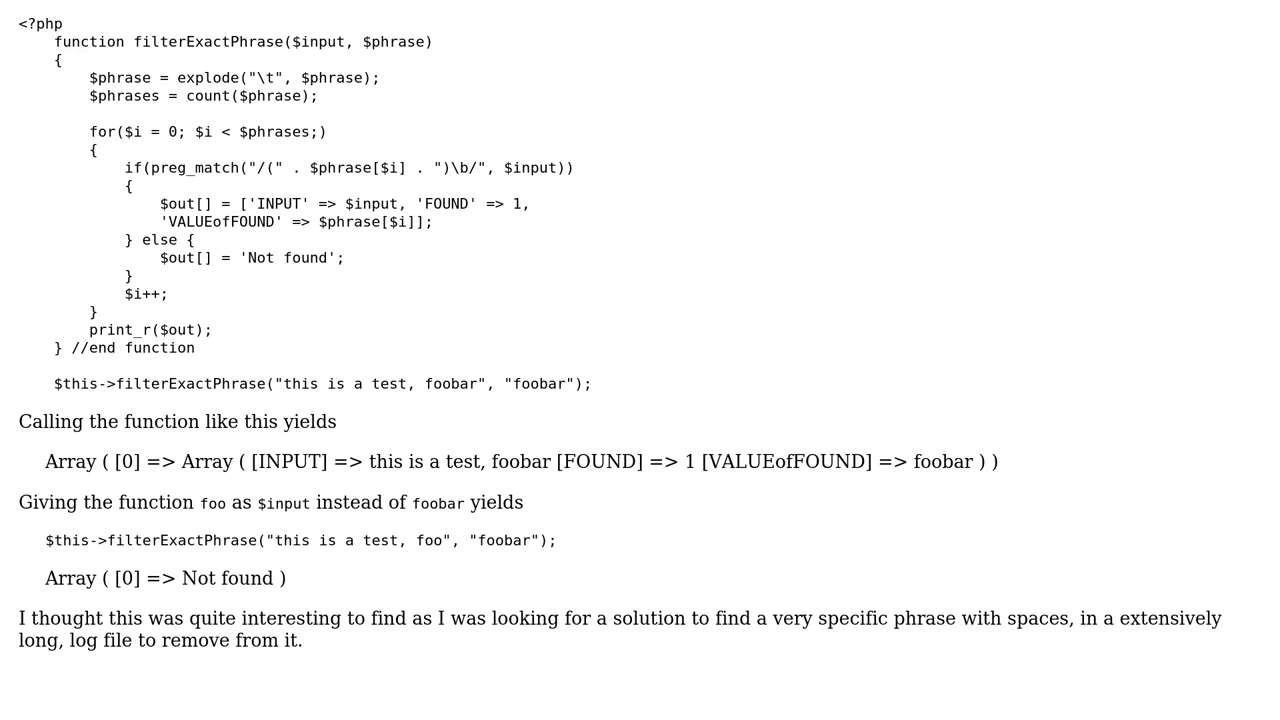 <?php
    function filterExactPhrase($input, $phrase)
    {
        $phrase = explode("\t", $phrase);
        $phrases = count($phrase);

        for($i = 0; $i < $phrases;)
        {
            if(preg_match("/(" . $phrase[$i] . ")\b/", $input))
            {
                $out[] = ['INPUT' => $input, 'FOUND' => 1,
                'VALUEofFOUND' => $phrase[$i]];
            } else {
                $out[] = 'Not found';
            }
            $i++;
        }
        print_r($out);
    } //end function

    $this->filterExactPhrase("this is a test, foobar", "foobar");
Calling the function like this yields
Array ( [0] => Array ( [INPUT] => this is a test, foobar [FOUND] => 1 [VALUEofFOUND] => foobar ) )
Giving the function foo as $input instead of foobar yields
$this->filterExactPhrase("this is a test, foo", "foobar");
Array ( [0] => Not found )
I thought this was quite interesting to find as I was looking for a solution to find a very specific phrase with spaces, in a extensively
long, log file to remove from it.